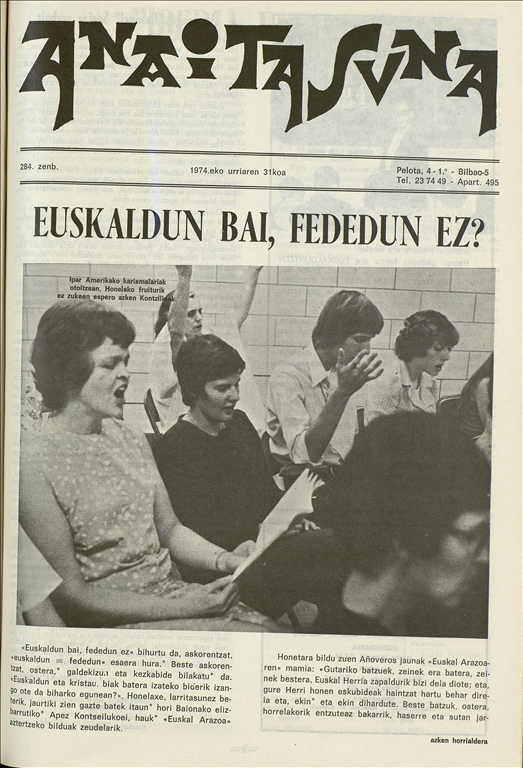 ANAITASUNA
284. zenb.
1974.eko urriaren 31koa
Pelota, 4 - 1.° - Bilbao-5
Tel. 23 74 49 - Apart. 495
EUSKALDUN BAI, FEDEDUN EZ?
Ipar Amerikako karismalariak
otoitzean, Honelako fruiturik
ez zukeen espero azken Kontzilioak
«Euskaldun bai, fededun ez» bihurtu da, askorentzat,
«euskaldun = fededun» esaera hura." Beste askoren-
tzat, ostera," galdekizun eta kezkabide bilakatu" da.
«Euskaldun eta kristau, biak batera izateko biderik izan-
go ote da biharko egunean?», Honelaxe, larritasunez be-
terik, jaurtiki zien gazte batek itaun" hori Baionako eliz-
barrutiko" Apez Kontseilukoei, hauk" «Euskal Arazoa»
aztertzeko bilduak zeudelarik.
Honetara bildu zuen Añoveros jaunak «Euskal Arazoa-
ren» mamia: «Gutariko batzuek, zeinek era batera, zei-
nek bestera, Euskal Herria zapaldurik bizi dela diote; eta,
gure Herri honen eskubideak haintzat hartu behar dire-
la eta, ekin" eta ekin dihardute. Beste batzuk, ostera,
horrelakorik entzuteaz bakarrik, haserre eta sutan jar-
azken horrialdera